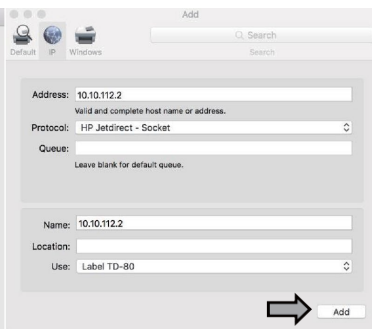 Add
Default IP Windows
Search
Search
Address: 10.10.112.2
Valid and complete host name or address.
Protocol: HP Jetdirect - Socket
Queue:
Leave blank for default queue.
Name: 10.10.112.2
Location:
Use: Label TD-80
Add